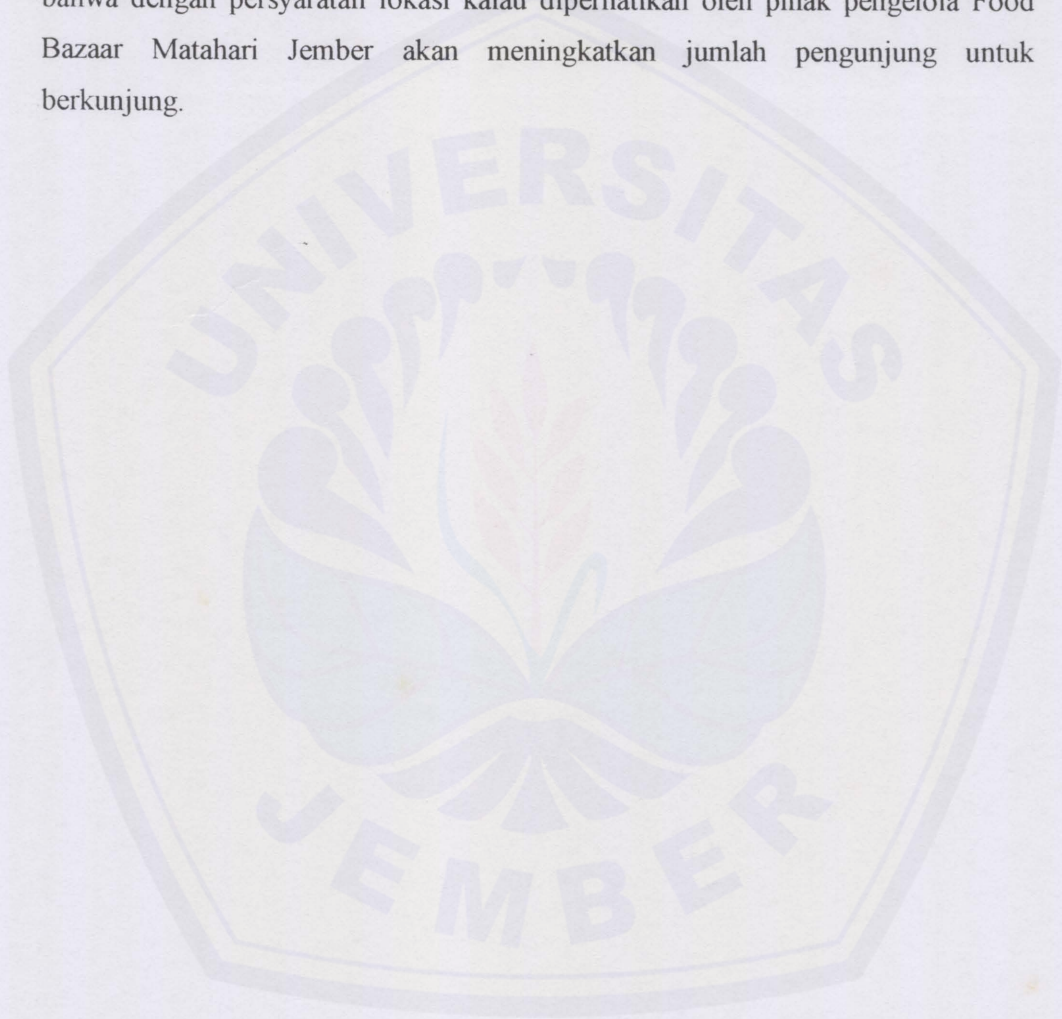 bahwa dengan persyaratan lokasi kalau diperhatikan oleh pihak pengelola Food
Bazaar Matahari Jember akan meningkatkan jumlah pengunjung untuk
berkunjung.
UNIVERSITAS
JEMBER